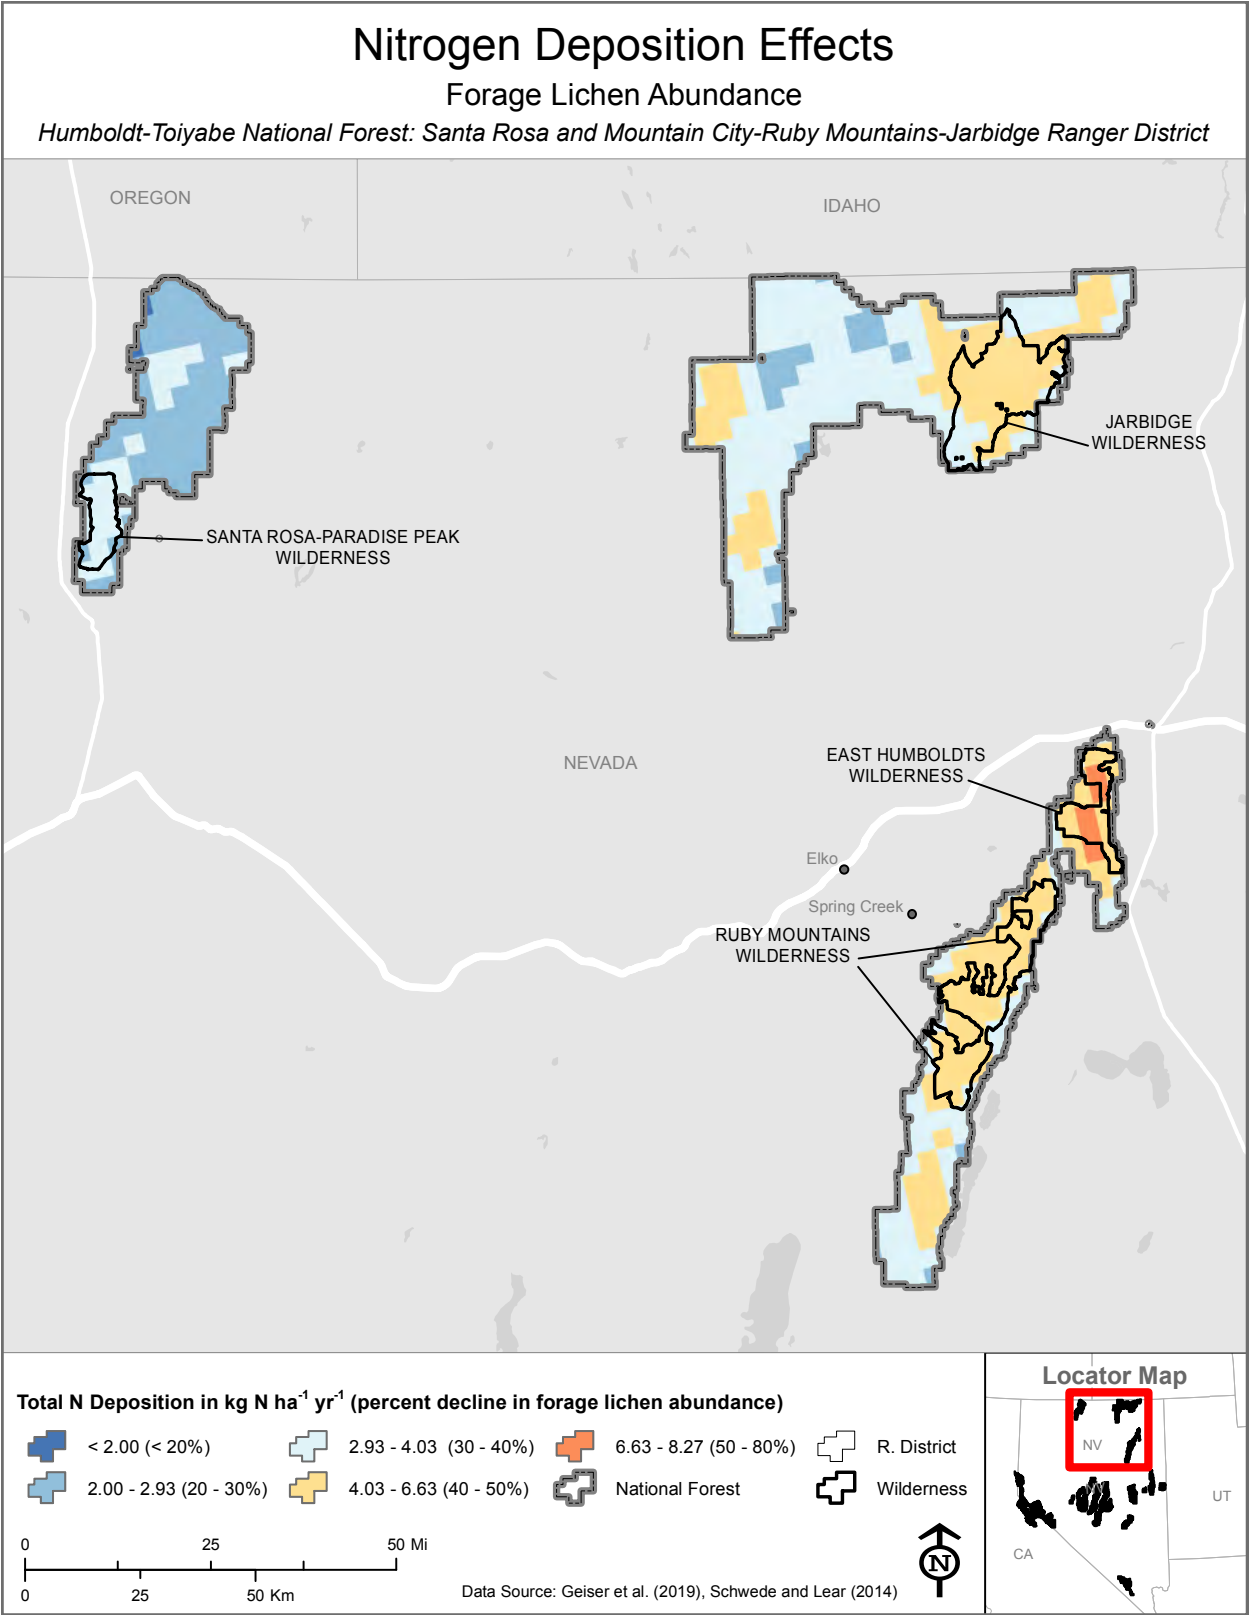 Nitrogen Deposition Effects
Forage Lichen Abundance
Humboldt-Toiyabe National Forest: Santa Rosa and Mountain City-Ruby Mountains-Jarbidge Ranger District
OREGON
IDAHO
JARBIDGE
WILDERNESS
SANTA ROSA-PARADISE PEAK
WILDERNESS
NEVADA
EAST HUMBOLDTS
WILDERNESS
Elko
Spring Creek
RUBY MOUNTAINS
WILDERNESS
Total N Deposition in kg N ha-1 yr-1 (percent decline in forage lichen abundance)
< 2.00 (< 20%)
2.00 - 2.93 (20 - 30%)
2.93 - 4.03 (30 - 40%)
4.03 - 6.63 (40 - 50%)
6.63 - 8.27 (50 - 80%)
National Forest
R. District
Wilderness
0 25 50 Mi
0 25 50 Km
N
Data Source: Geiser et al. (2019), Schwede and Lear (2014)
Locator Map
NV
UT
CA